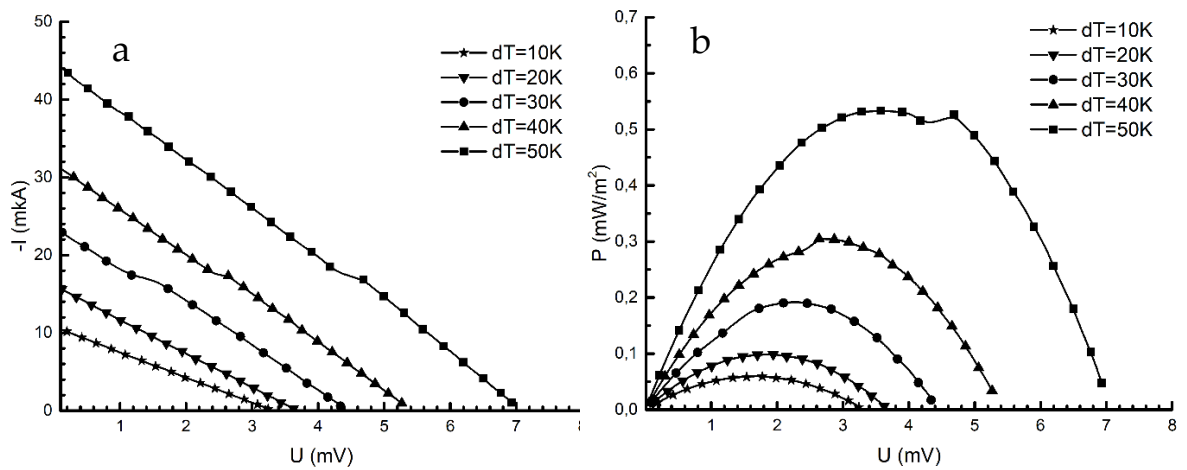 a
50
40
30
20
10
0
-I (mkA)
dT=10K
dT=20K
dT=30K
dT=40K
dT=50K
1 2 3 4 5 6 7 8
U (mV)
b
0,7
0,6
0,5
0,4
0,3
0,2
0,1
0,0
P (mW/m²)
dT=10K
dT=20K
dT=30K
dT=40K
dT=50K
1 2 3 4 5 6 7 8
U (mV)